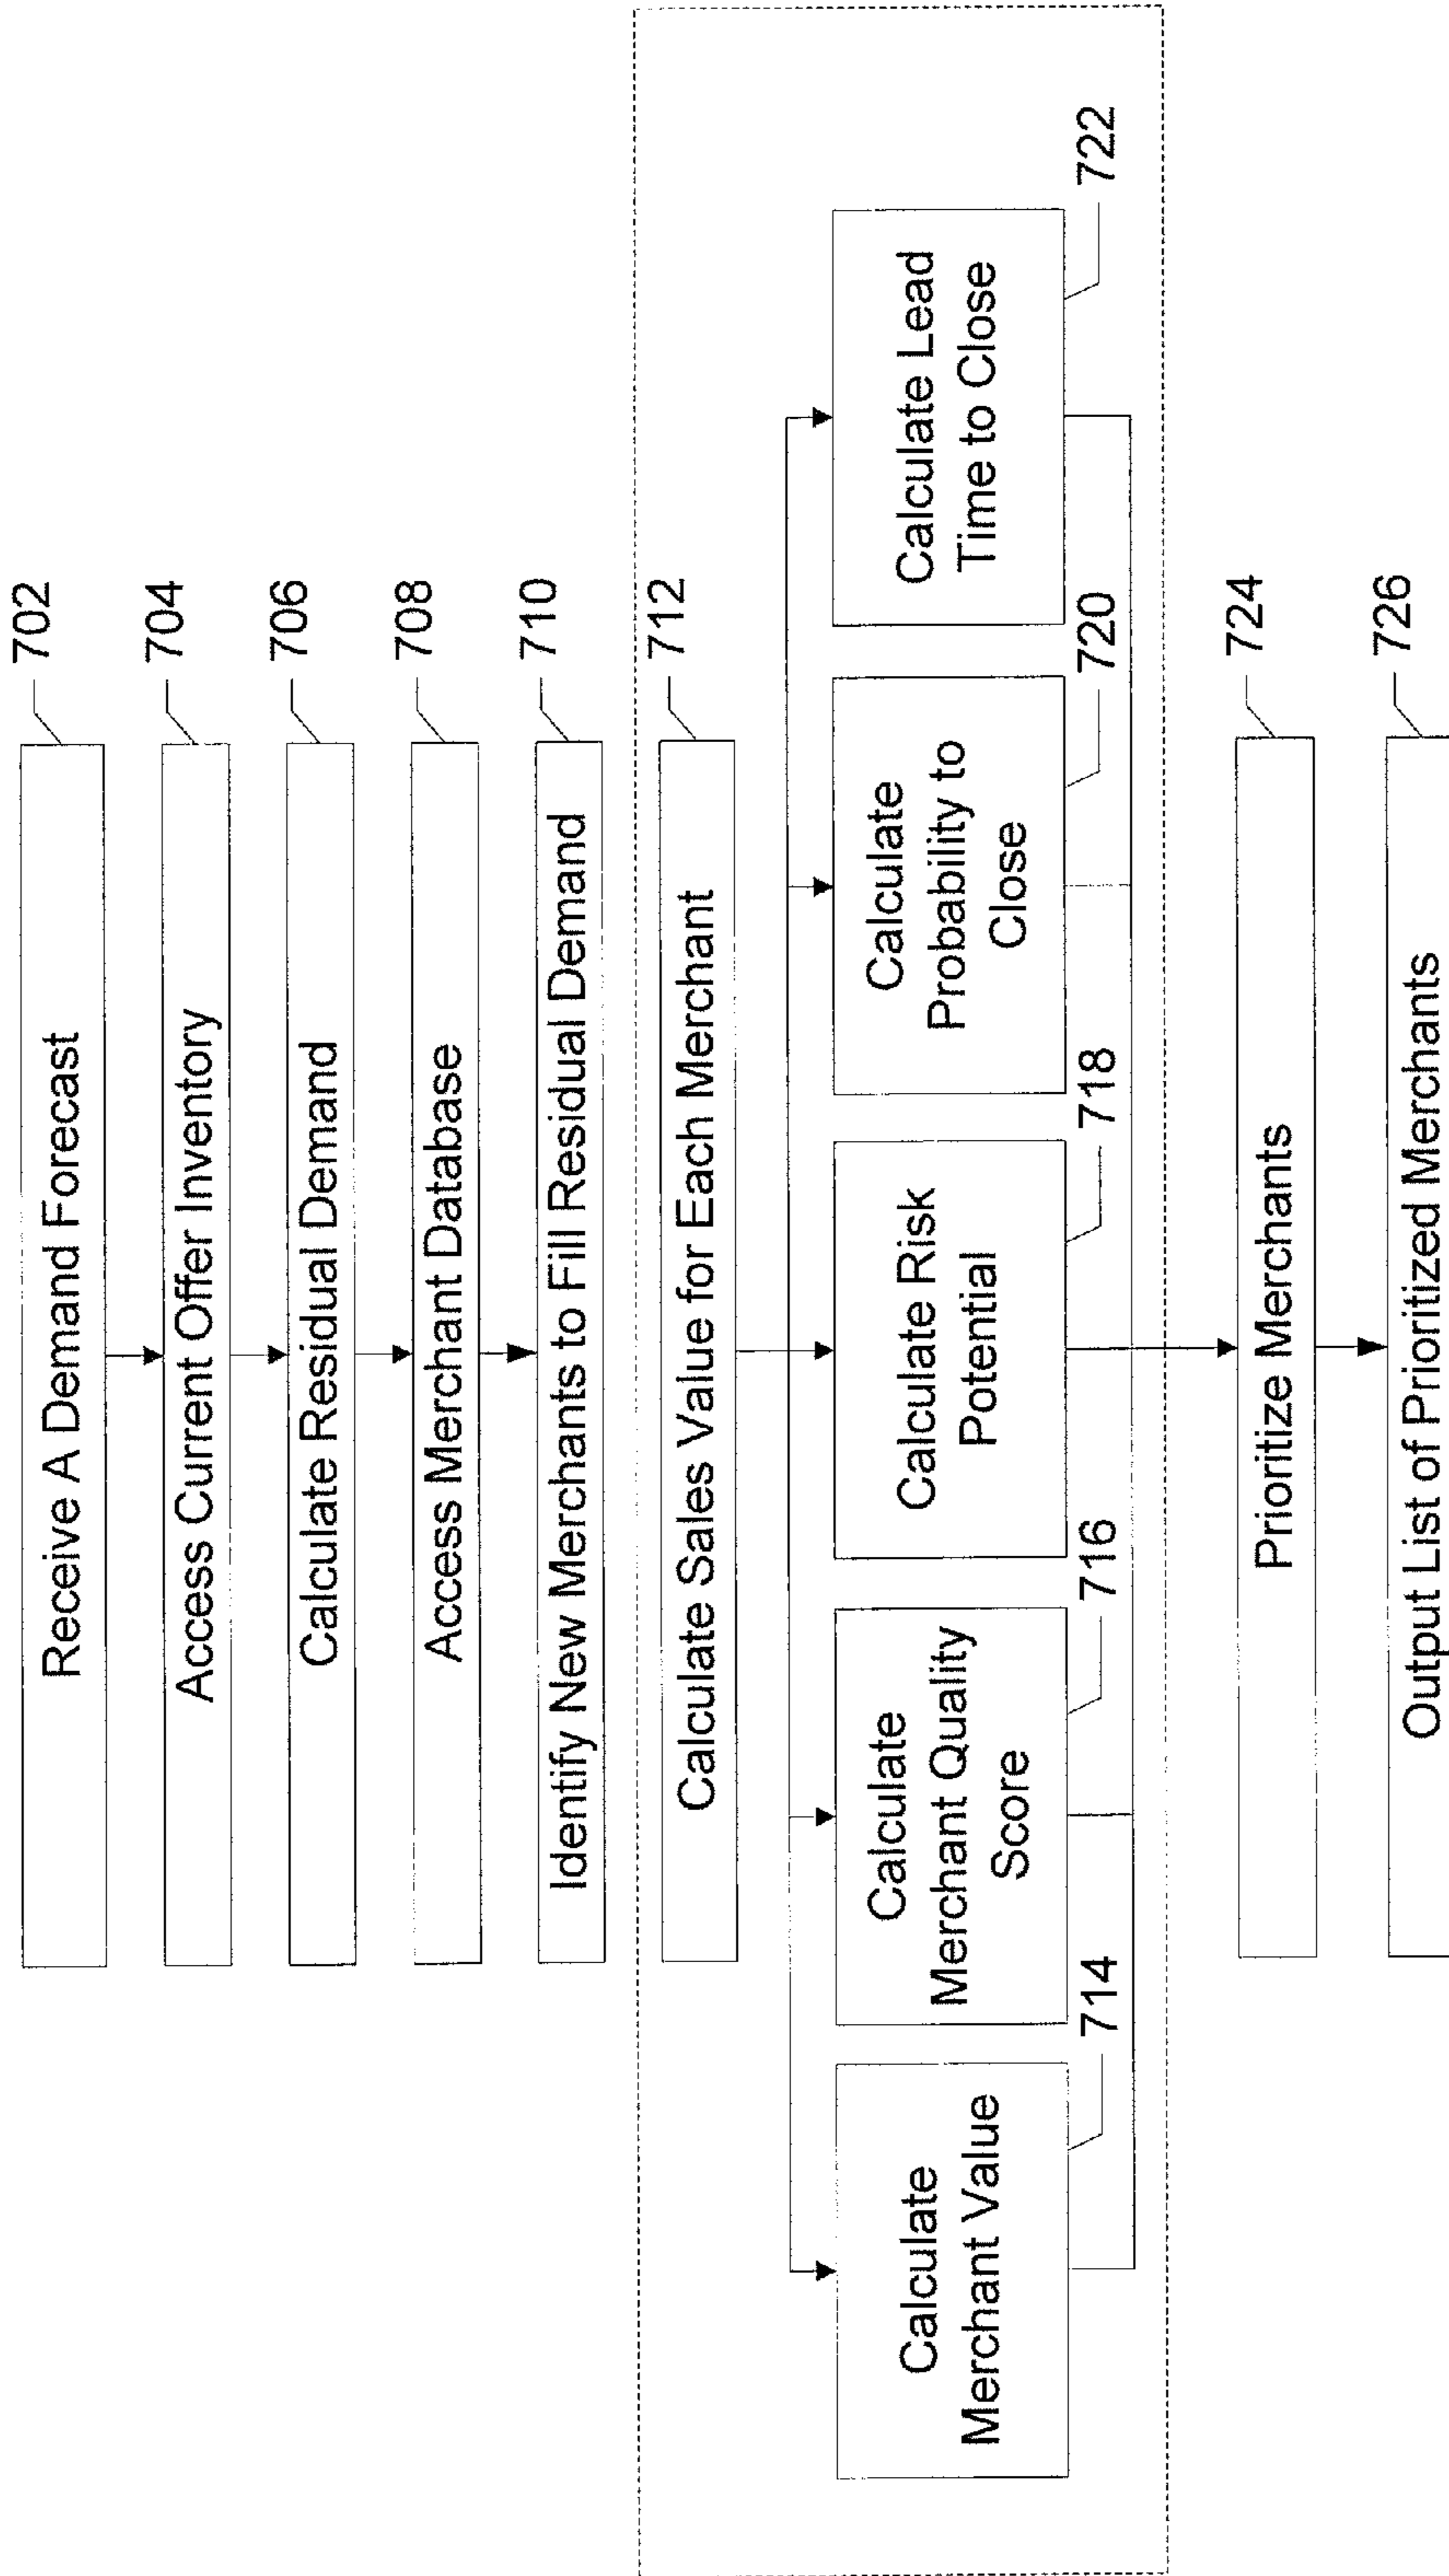 Receive A Demand Forecast
702
Access Current Offer Inventory
704
Calculate Residual Demand
706
Access Merchant Database
708
Identify New Merchants to Fill Residual Demand
710
Calculate Sales Value for Each Merchant
712
Calculate
Merchant Value
714
Calculate
Merchant Quality
Score
716
Calculate Risk
Potential
718
Calculate
Probability to
Close
720
Calculate Lead
Time to Close
722
Prioritize Merchants
724
Output List of Prioritized Merchants
726